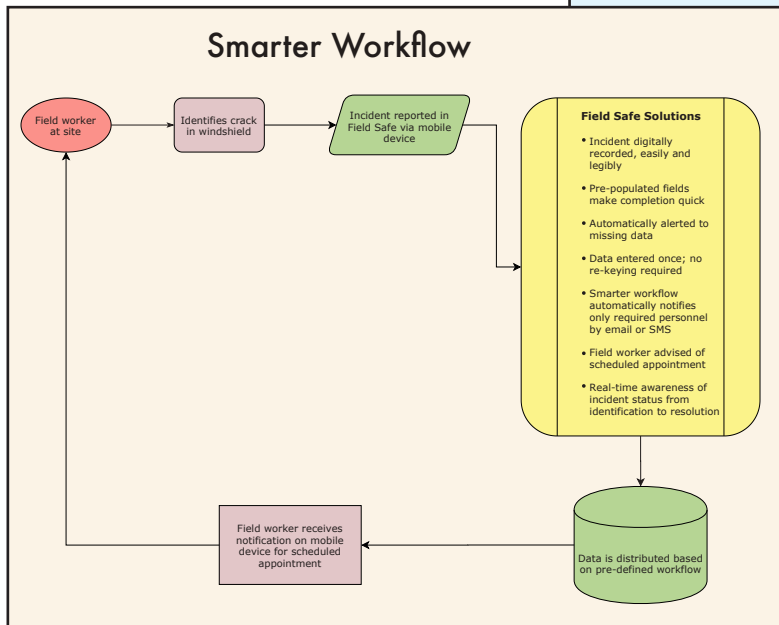 Smarter Workflow
Field worker
at site
Identifies crack
in windshield
Incident reported in
Field Safe via mobile
device
Field Safe Solutions
• Incident digitally
recorded, easily and
legibly
• Pre-populated fields
make completion quick
• Automatically alerted to
missing data
• Data entered once; no
re-keying required
• Smarter workflow
automatically notifies
only required personnel
by email or SMS
• Field worker advised of
scheduled appointment
• Real-time awareness of
incident status from
identification to resolution
Data is distributed based
on pre-defined workflow
Field worker receives
notification on mobile
device for scheduled
appointment